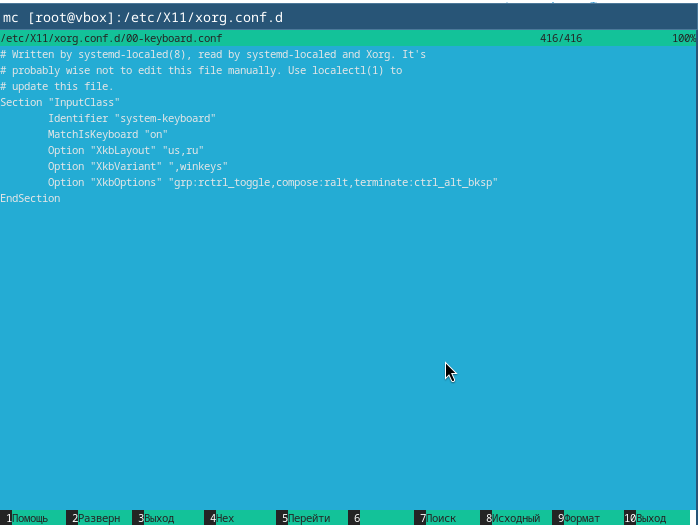 mc [root@vbox]:/etc/X11/xorg.conf.d
/etc/X11/xorg.conf.d/00-keyboard.conf 416/416 100%
# Written by systemd-localed(8), read by systemd-localed and Xorg. It's
# probably wise not to edit this file manually. Use localectl(1) to
# update this file.
Section "InputClass"
        Identifier "system-keyboard"
        MatchIsKeyboard "on"
        Option "XkbLayout" "us,ru"
        Option "XkbVariant" ",winkeys"
        Option "XkbOptions" "grp:rctrl_toggle,compose:ralt,terminate:ctrl_alt_bksp"
EndSection
1Помощь 2Разверн 3Выход 4Hex 5Перейти 6 7Поиск 8Исходный 9Формат 10Выход